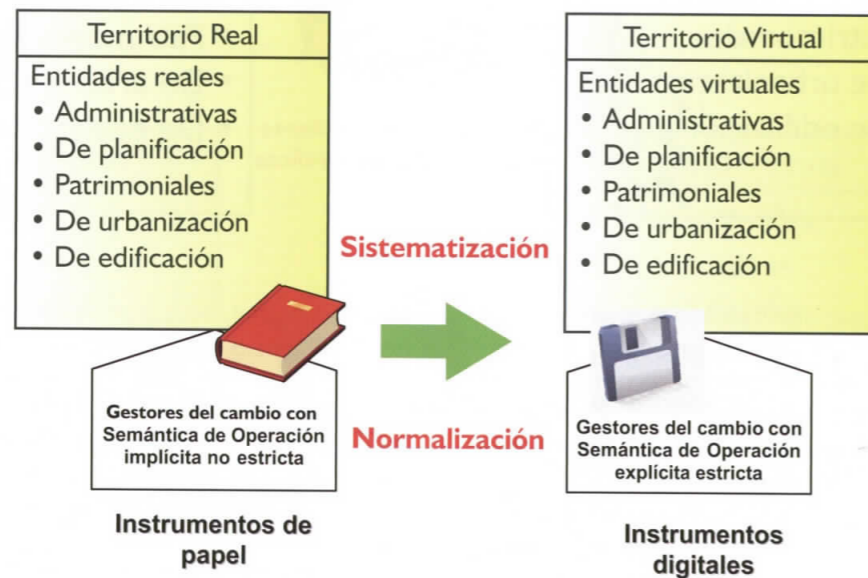 Territorio Real
Entidades reales
• Administrativas
• De planificación
• Patrimoniales
• De urbanización
• De edificación
Gestores del cambio con
Semántica de Operación
implícita no estricta
Instrumentos de
papel
Sistematización
Normalización
Territorio Virtual
Entidades virtuales
• Administrativas
• De planificación
• Patrimoniales
• De urbanización
• De edificación
Gestores del cambio con
Semántica de Operación
explícita estricta
Instrumentos
digitales